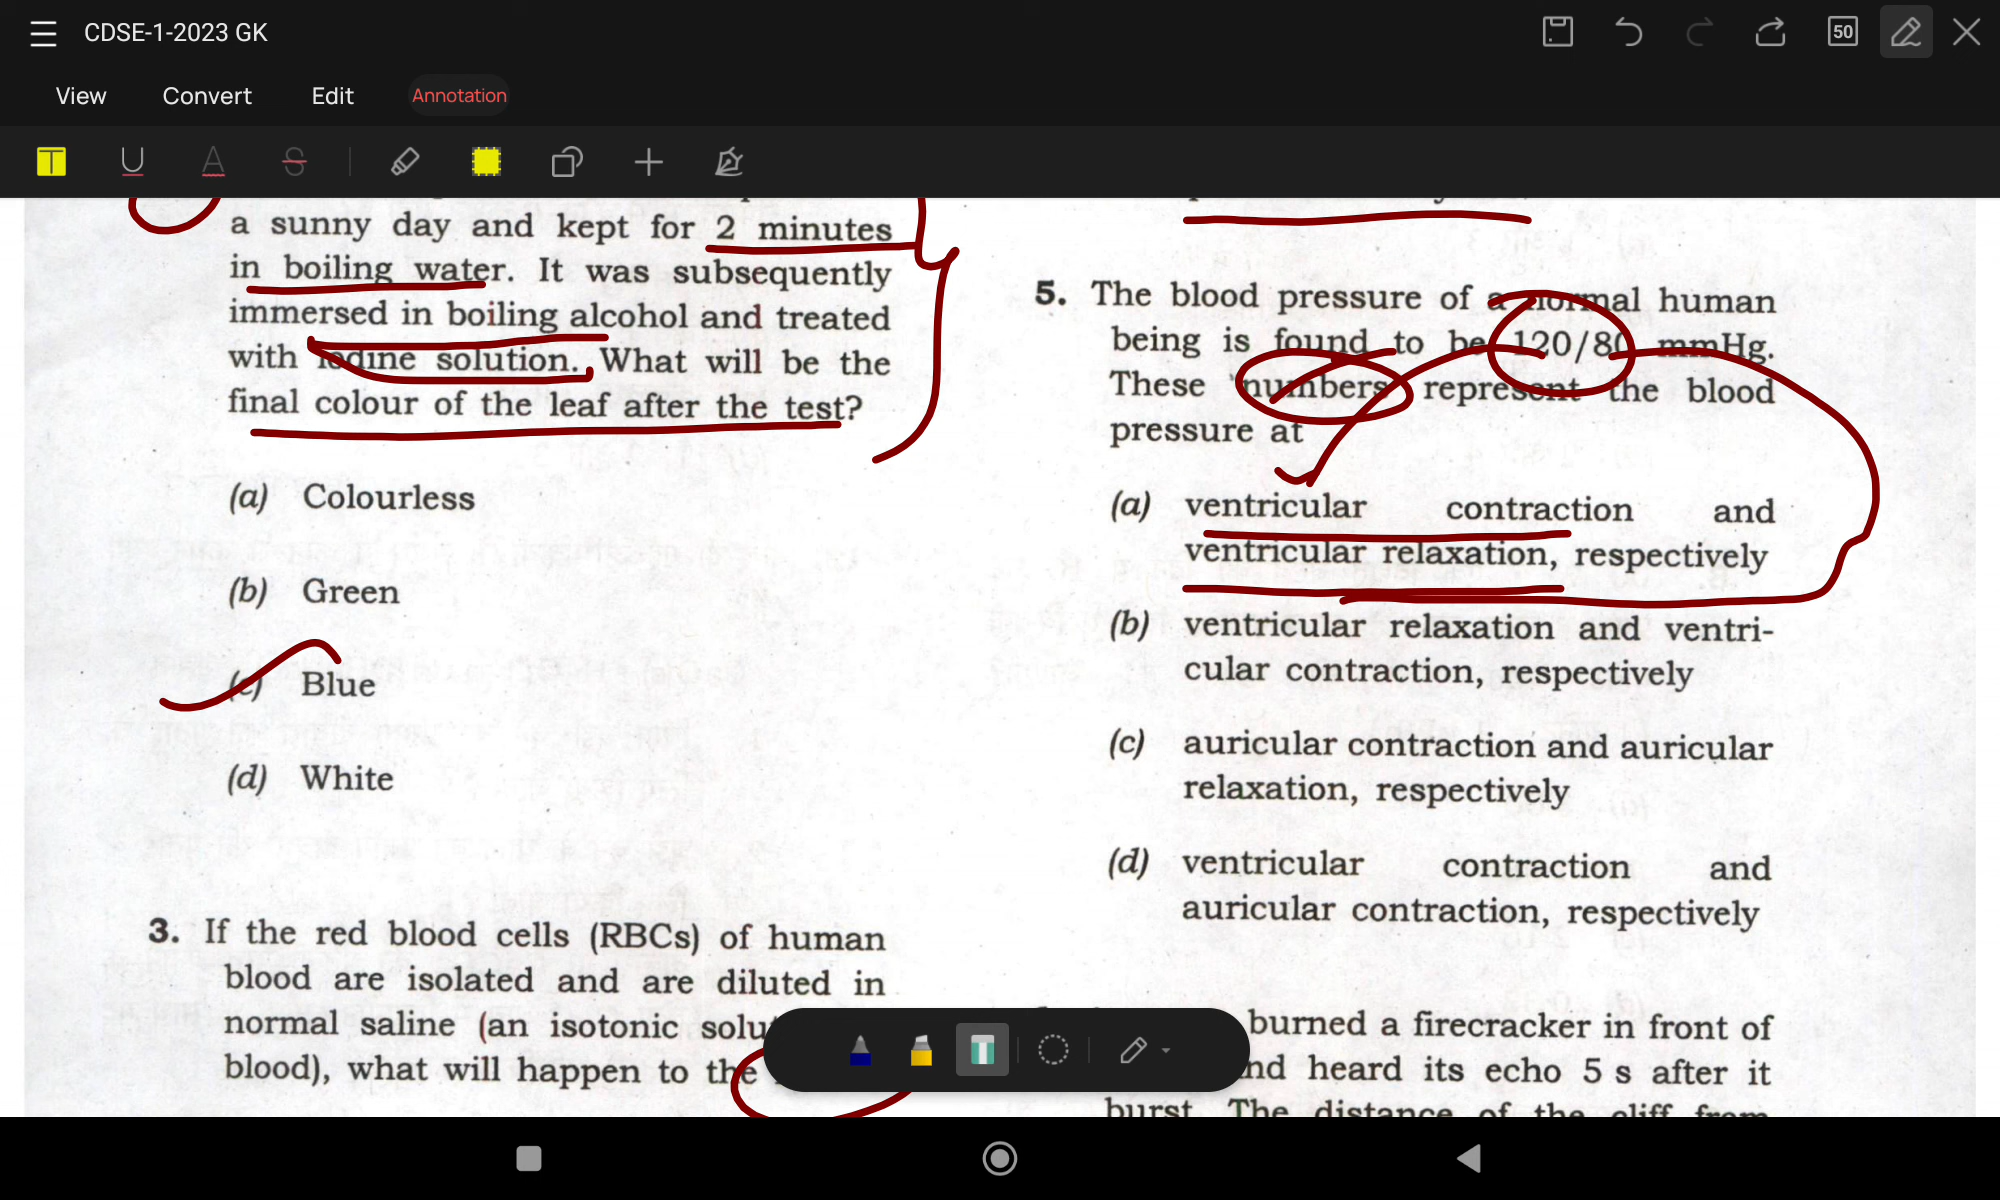 CDSE-1-2023 GK
50
View Convert Edit Annotation
a sunny day and kept for 2 minutes
in boiling water. It was subsequently
immersed in boiling alcohol and treated
with iodine solution. What will be the
final colour of the leaf after the test?
(a) Colourless
(b) Green
(c) Blue
(d) White
3. If the red blood cells (RBCs) of human
blood are isolated and are diluted in
normal saline (an isotonic
blood), what will happen to the
5. The blood pressure of a normal human
being is found to be 120/80 mmHg.
These numbers represent the blood
pressure at
(a) ventricular contraction and
ventricular relaxation, respectively
(b) ventricular relaxation and ventri-
cular contraction, respectively
(c) auricular contraction and auricular
relaxation, respectively
(d) ventricular contraction and
auricular contraction, respectively
burned a firecracker in front of
heard its echo 5 s after it
burst. The distance of the cliff from